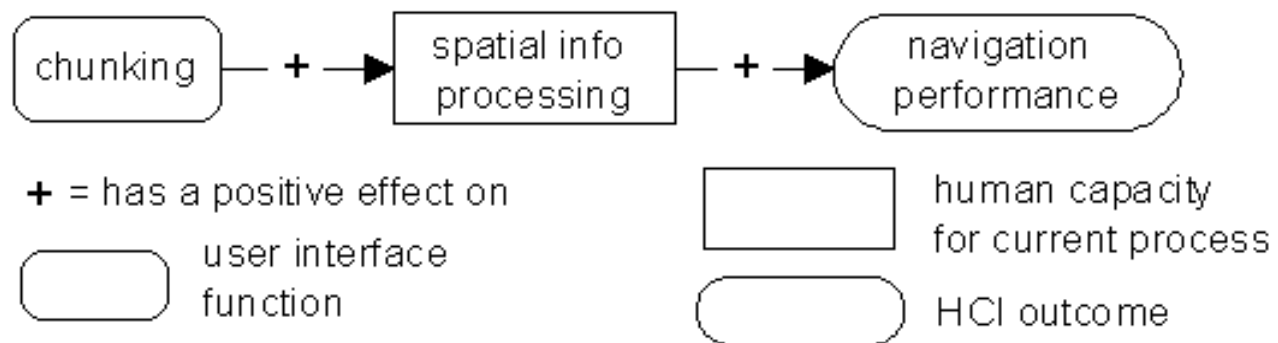 chunking
+
spatial info
processing
+
navigation
performance
+ = has a positive effect on
user interface
function
human capacity
for current process
HCI outcome